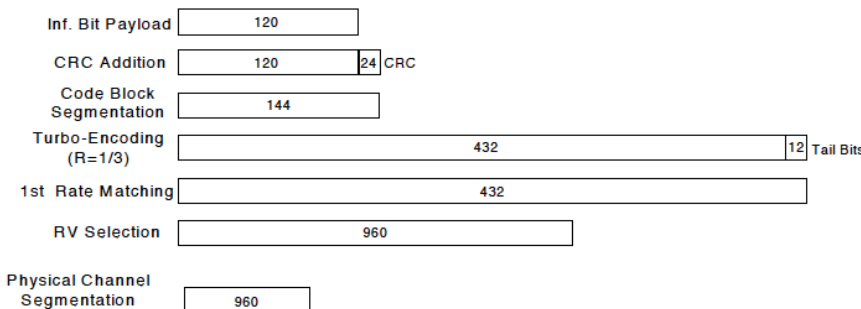 Inf. Bit Payload 120
CRC Addition 120 24 CRC
Code Block
Segmentation 144
Turbo-Encoding
(R=1/3) 432 12 Tail Bits
1st Rate Matching 432
RV Selection 960
Physical Channel
Segmentation 960